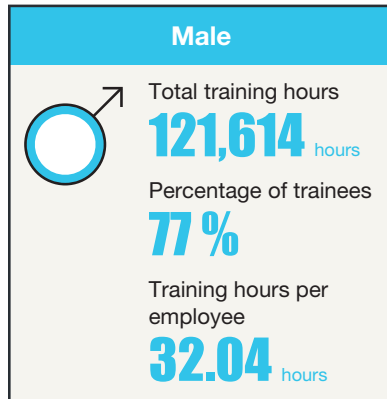 Male
Total training hours
121,614 hours
Percentage of trainees
77 %
Training hours per
employee
32.04 hours